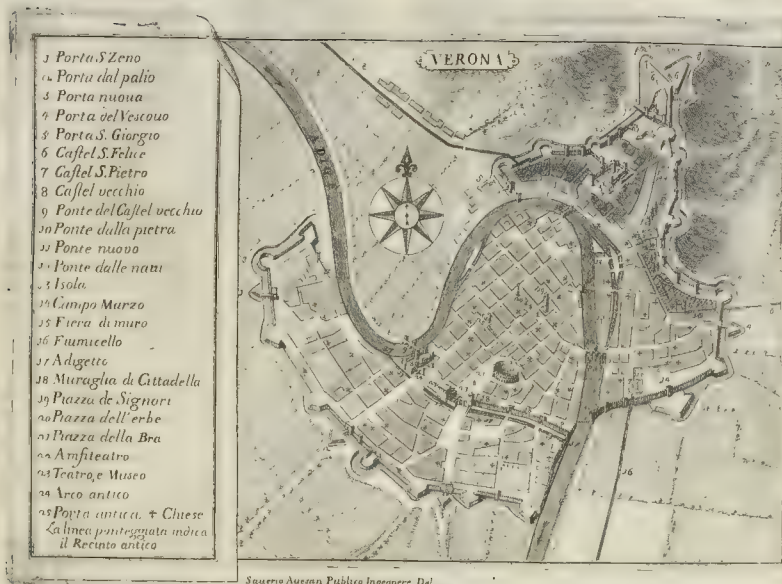 VERONA
ADIGE
1 Porta S. Zeno
2 Porta dal palio
3 Porta nuoua
4 Porta del Vescouo
5 Porta S. Giorgio
6 Castel S. Felice
7 Castel S. Pietro
8 Castel vecchio
9 Ponte del Castel vecchio
10 Ponte dalla pietra
11 Ponte nuovo
12 Ponte dalle naui
13 Isola
14 Campo Marzo
15 Fiera di muro
16 Fiumicello
17 Adigetto
18 Muraglia di Cittadella
19 Piazza de Signori
20 Piazza dell'erbe
21 Piazza della Bra
22 Amfiteatro
23 Teatro, e Museo
24 Arco antico
25 Porta antica. + Chiese
La linea ponteggiata indica
il Recinto antico
Saverio Avesan Publico Ingegnere Del.